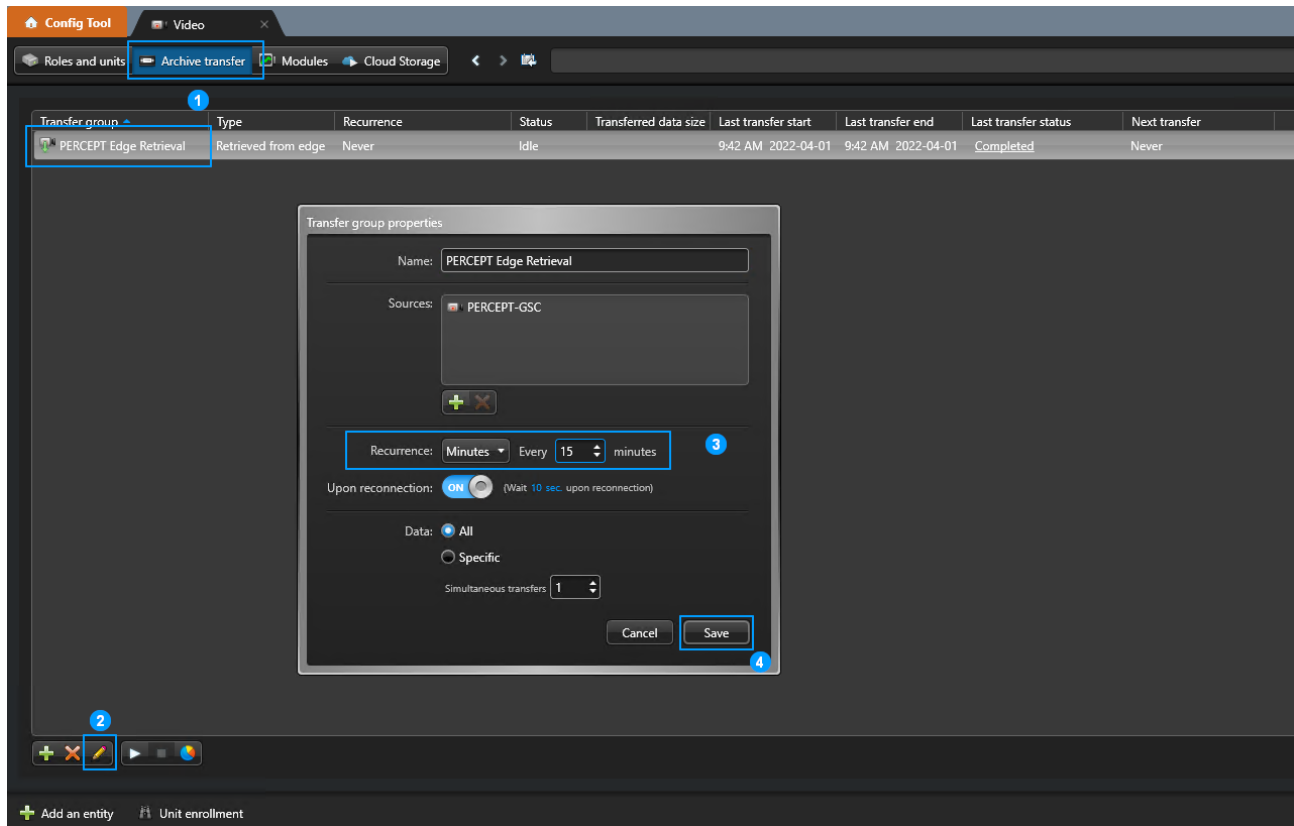 Config Tool Video
Roles and units Archive transfer Modules Cloud Storage
1
Transfer group Type Recurrence Status Transferred data size Last transfer start Last transfer end Last transfer status Next transfer
PERCEPT Edge Retrieval Retrieved from edge Never Idle 9:42 AM 2022-04-01 9:42 AM 2022-04-01 Completed Never
Transfer group properties
Name: PERCEPT Edge Retrieval
Sources: PERCEPT-GSC
Recurrence: Minutes Every 15 minutes 3
Upon reconnection: ON (Wait 10 sec. upon reconnection)
Data: All
Specific
Simultaneous transfers 1
Cancel Save
4
2
Add an entity Unit enrollment